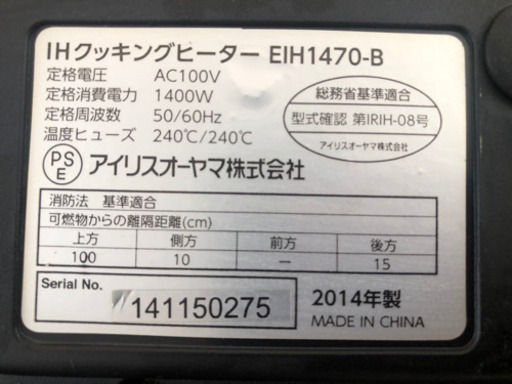 IHクッキングヒーター EIH1470-B
定格電圧 AC100V
定格消費電力 1400W
定格周波数 50/60Hz
温度ヒューズ 240℃/240℃
総務省基準適合
型式確認 第IRIH-08号
アイリスオーヤマ株式会社
PS
E
アイリスオーヤマ株式会社
消防法 基準適合
可燃物からの離隔距離(cm)
上方 側方 前方 後方
100 10 － 15
Serial No. 141150275
2014年製
MADE IN CHINA